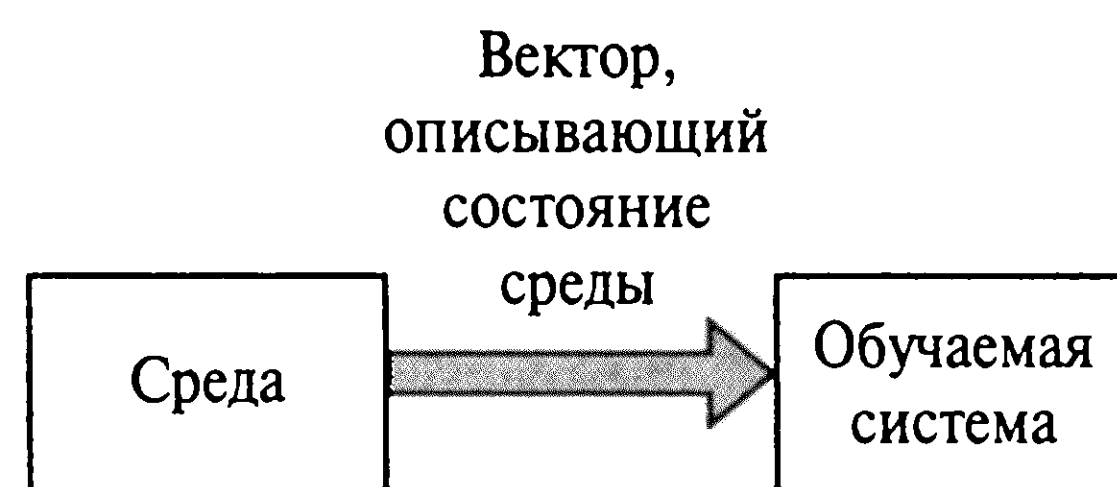 Вектор,
описывающий
состояние
среды
Среда
Обучаемая
система